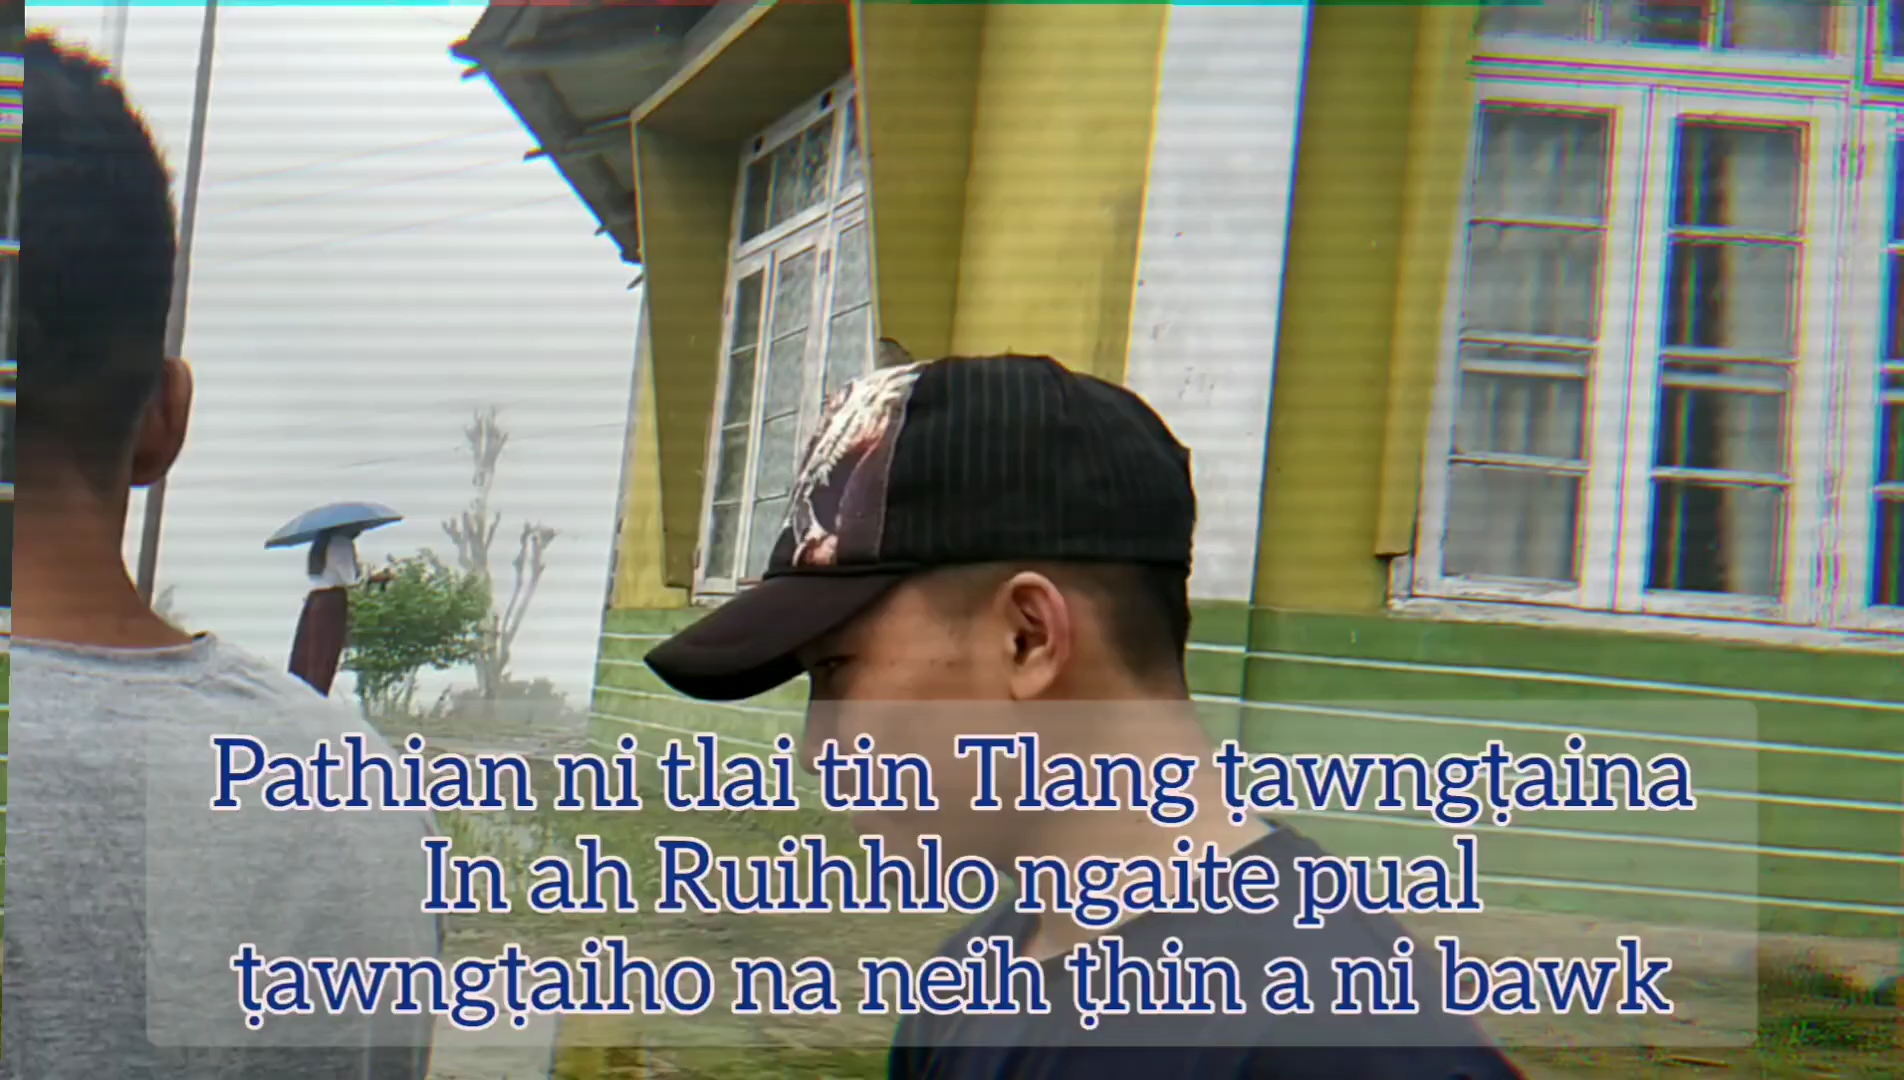 Pathian ni tlai tin Tlang ṭawngṭaina
In ah Ruihhlo ngaite pual
ṭawngṭaiho na neih ṭhin a ni bawk